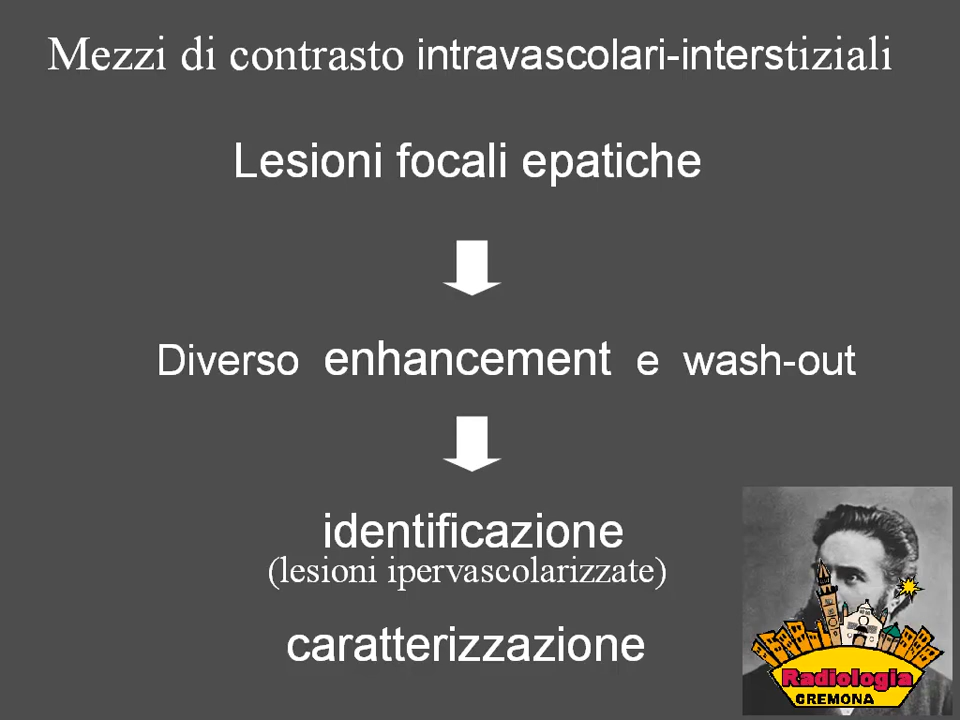 Mezzi di contrasto intravascolari-interstiziali
Lesioni focali epatiche
Diverso enhancement e wash-out
identificazione
(lesioni ipervascolarizzate)
caratterizzazione
Radiologia
CREMONA